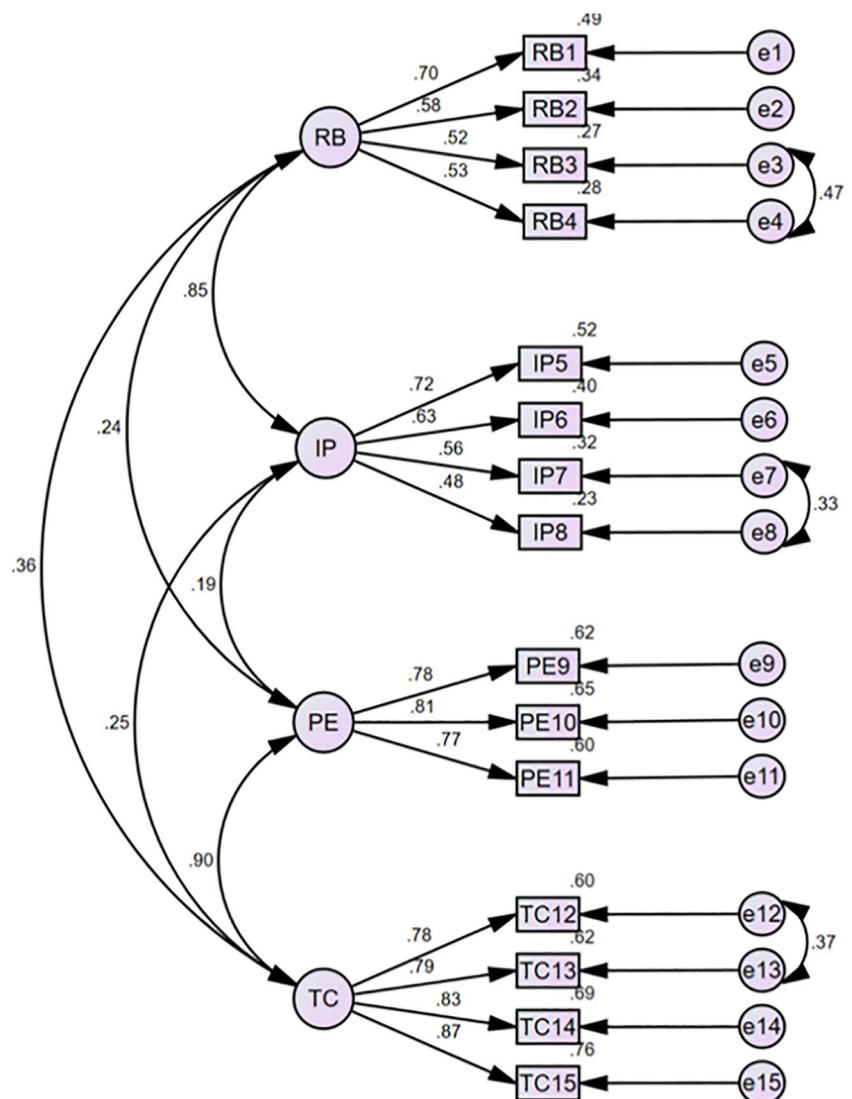 .49
RB1
e1
.70
.34
.58
RB2
e2
.27
RB
.52
RB3
e3
.53
.28
.47
RB4
e4
.85
.52
IP5
e5
.72
.40
.24
.63
IP6
e6
.32
IP
.56
IP7
e7
.48
.23
.33
IP8
e8
.36
.19
.62
PE9
e9
.78
.65
.81
PE
PE10
e10
.25
.77
.60
PE11
e11
.90
.60
TC12
e12
.78
.62
.37
.79
TC13
e13
.69
TC
.83
TC14
e14
.87
.76
TC15
e15